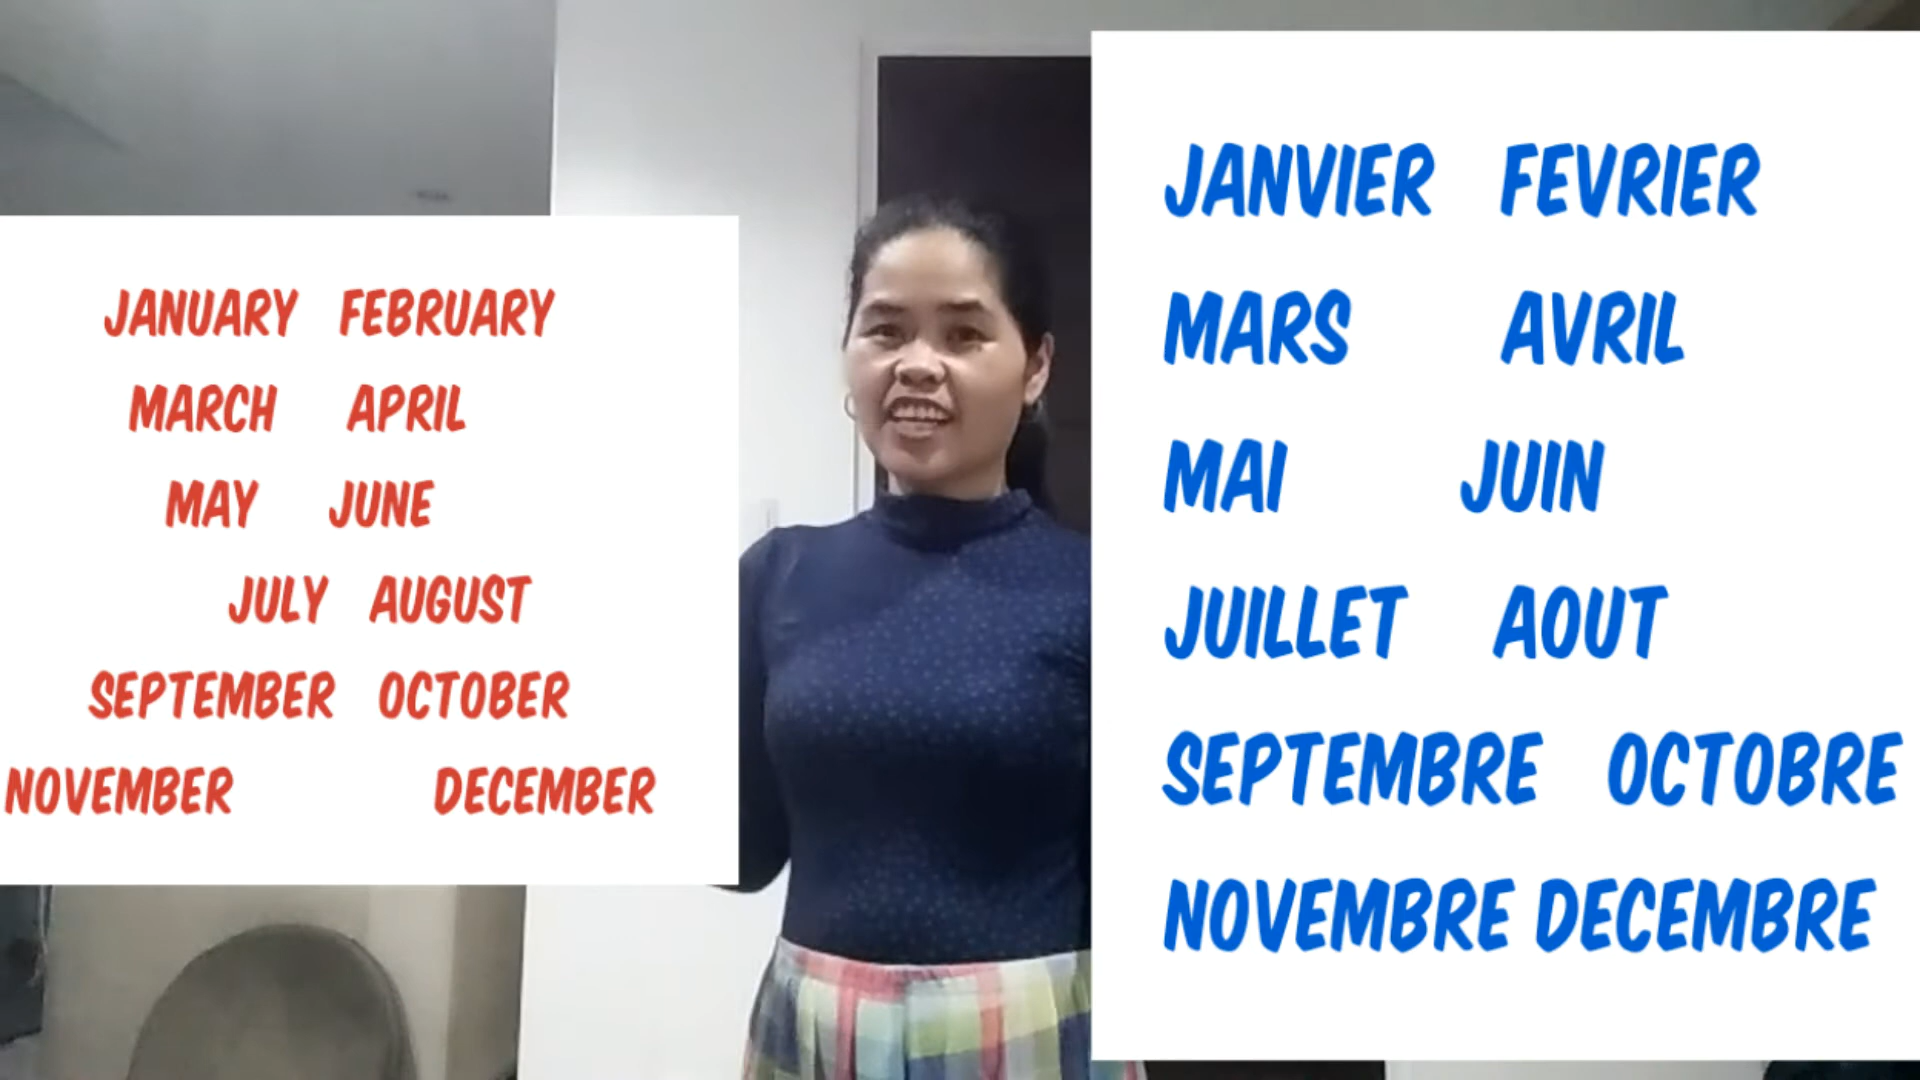 JANUARY FEBRUARY
MARCH APRIL
MAY JUNE
JULY AUGUST
SEPTEMBER OCTOBER
NOVEMBER DECEMBER
JANVIER FEVRIER
MARS AVRIL
MAI JUIN
JUILLET AOUT
SEPTEMBRE OCTOBRE
NOVEMBRE DECEMBRE